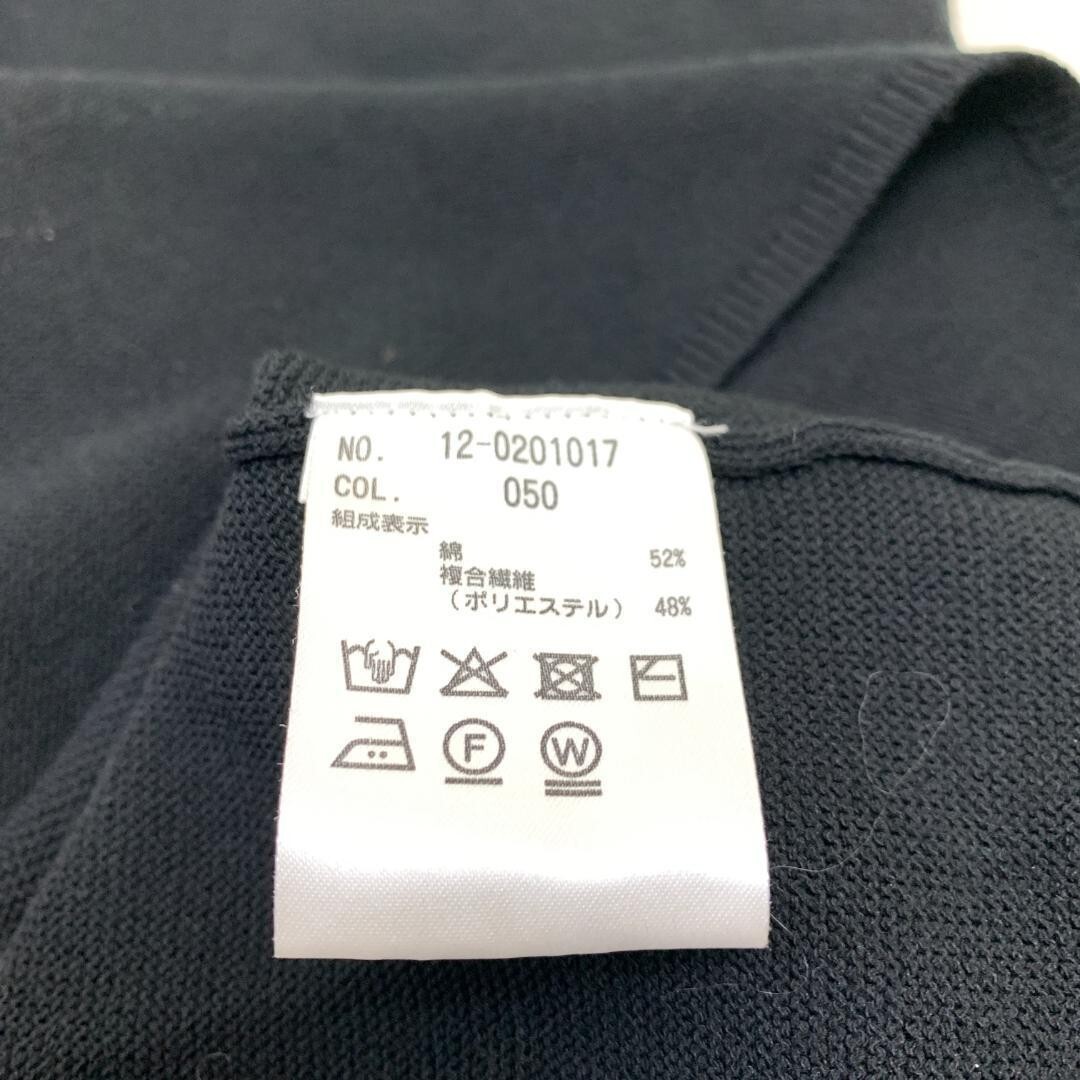 NO. 12-0201017
COL. 050
組成表示
綿 52%
複合繊維
(ポリエステル) 48%
F W